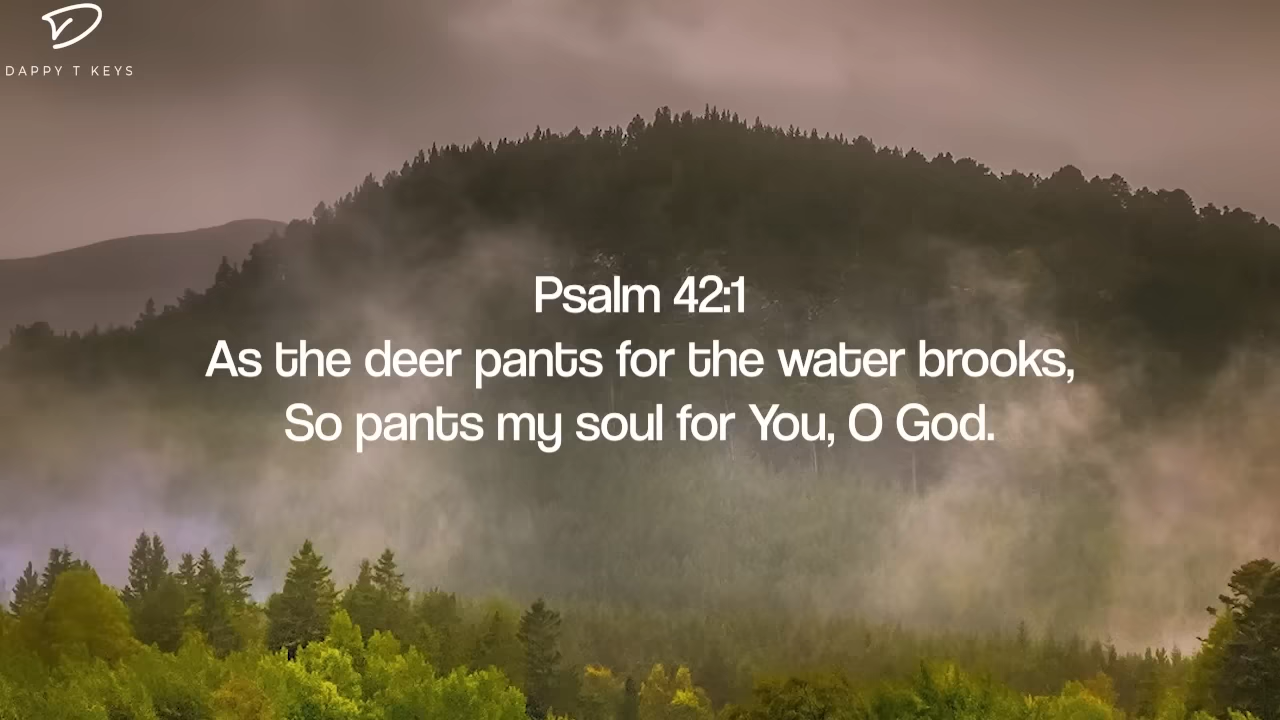 DAPPY T KEYS
Psalm 42:1
As the deer pants for the water brooks,
So pants my soul for You, O God.